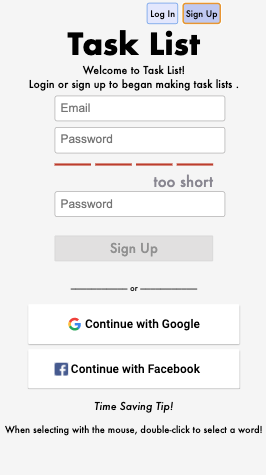 Log In Sign Up
Task List
Welcome to Task List!
Login or sign up to began making task lists .
Email
Password
too short
Password
Sign Up
or
Continue with Google
Continue with Facebook
Time Saving Tip!
When selecting with the mouse, double-click to select a word!